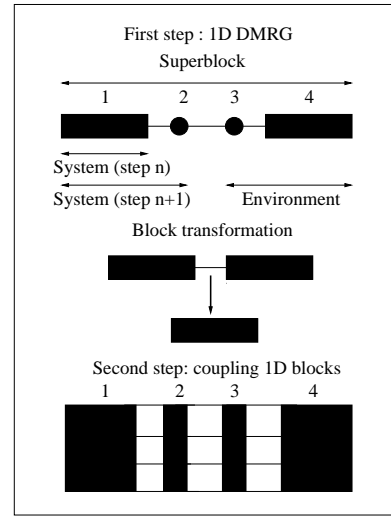 First step : 1D DMRG
Superblock
1 2 3 4
System (step n)
System (step n+1) Environment
Block transformation
Second step: coupling 1D blocks
1 2 3 4